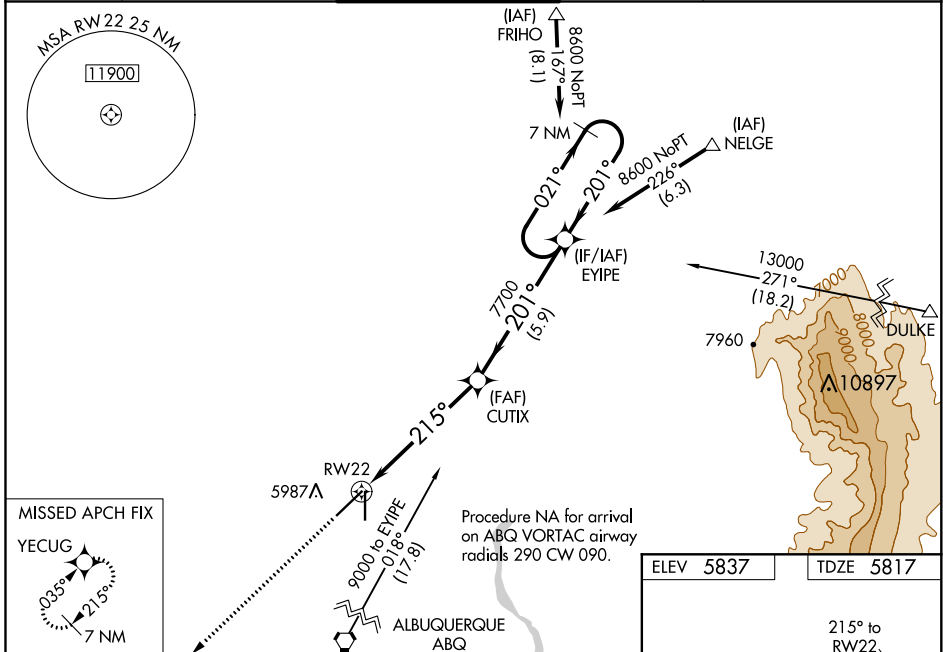 MSA RW22 25 NM
11900
(IAF)
FRIHO
8600 NoPT
167°
(8.1)
7 NM
021°
201°
(IAF)
NELGE
8600 NoPT
226°
(6.3)
(IF/IAF)
EYIPE
7700
201°
(5.9)
13000
271°
(18.2)
DULKE
7000
8000
9000
7960
10897
(FAF)
CUTIX
215°
RW22
5987
MISSED APCH FIX
YECUG
035°
215°
7 NM
9000 to EYIPE
018°
(17.8)
ALBUQUERQUE
ABQ
Procedure NA for arrival
on ABQ VORTAC airway
radials 290 CW 090.
ELEV 5837
TDZE 5817
215° to
RW22